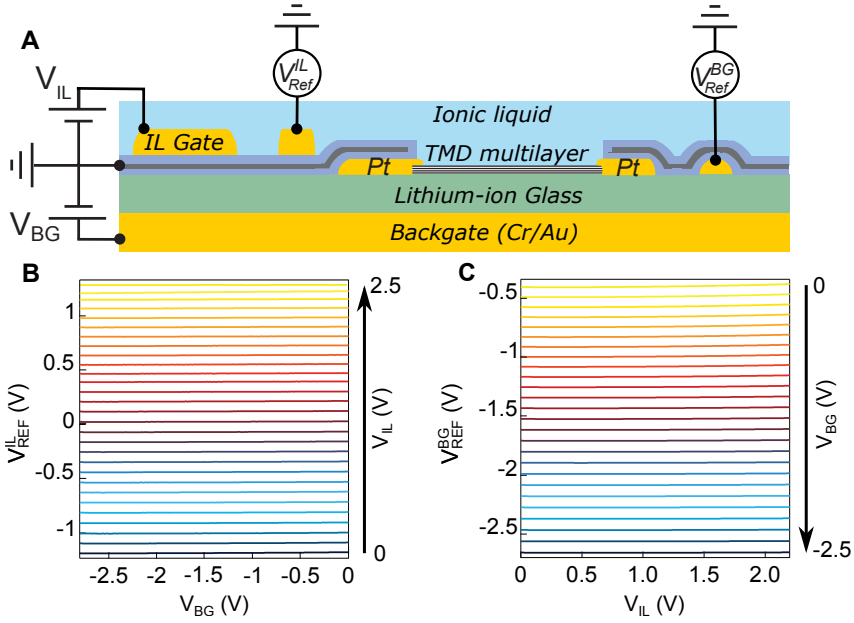 A
V_IL
V_Ref^IL
V_Ref^BG
Ionic liquid
IL Gate
TMD multilayer
Pt
Pt
Lithium-ion Glass
V_BG
Backgate (Cr/Au)
B
V_REF^IL (V)
1
0.5
0
-0.5
-1
-2.5 -2 -1.5 -1 -0.5 0
V_BG (V)
2.5
V_IL (V)
0
C
V_REF^BG (V)
-0.5
-1
-1.5
-2
-2.5
0 0.5 1.0 1.5 2.0
V_IL (V)
0
V_BG (V)
-2.5